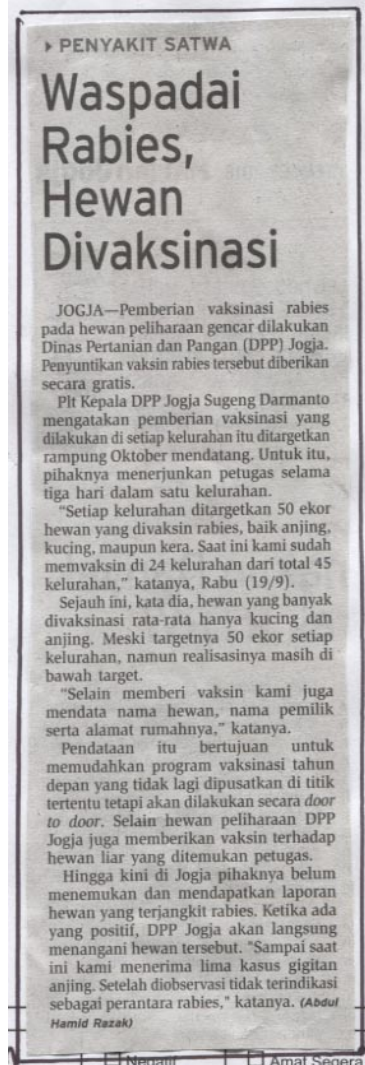 ▸ PENYAKIT SATWA
Waspadai
Rabies,
Hewan
Divaksinasi
JOGJA—Pemberian vaksinasi rabies
pada hewan peliharaan gencar dilakukan
Dinas Pertanian dan Pangan (DPP) Jogja.
Penyuntikan vaksin rabies tersebut diberikan
secara gratis.
Plt Kepala DPP Jogja Sugeng Darmanto
mengatakan pemberian vaksinasi yang
dilakukan di setiap kelurahan itu ditargetkan
rampung Oktober mendatang. Untuk itu,
pihaknya menerjunkan petugas selama
tiga hari dalam satu kelurahan.
“Setiap kelurahan ditargetkan 50 ekor
hewan yang divaksin rabies, baik anjing,
kucing, maupun kera. Saat ini kami sudah
memvaksin di 24 kelurahan dari total 45
kelurahan,” katanya, Rabu (19/9).
Sejauh ini, kata dia, hewan yang banyak
divaksinasi rata-rata hanya kucing dan
anjing. Meski targetnya 50 ekor setiap
kelurahan, namun realisasinya masih di
bawah target.
“Selain memberi vaksin kami juga
mendata nama hewan, nama pemilik
serta alamat rumahnya,” katanya.
Pendataan itu bertujuan untuk
memudahkan program vaksinasi tahun
depan yang tidak lagi dipusatkan di titik
tertentu tetapi akan dilakukan secara door
to door. Selain hewan peliharaan DPP
Jogja juga memberikan vaksin terhadap
hewan liar yang ditemukan petugas.
Hingga kini di Jogja pihaknya belum
menemukan dan mendapatkan laporan
hewan yang terjangkit rabies. Ketika ada
yang positif, DPP Jogja akan langsung
menangani hewan tersebut. “Sampai saat
ini kami menerima lima kasus gigitan
anjing. Setelah diobservasi tidak terindikasi
sebagai perantara rabies,” katanya. (Abdul
Hamid Razak)
Negatif
Amat Segera